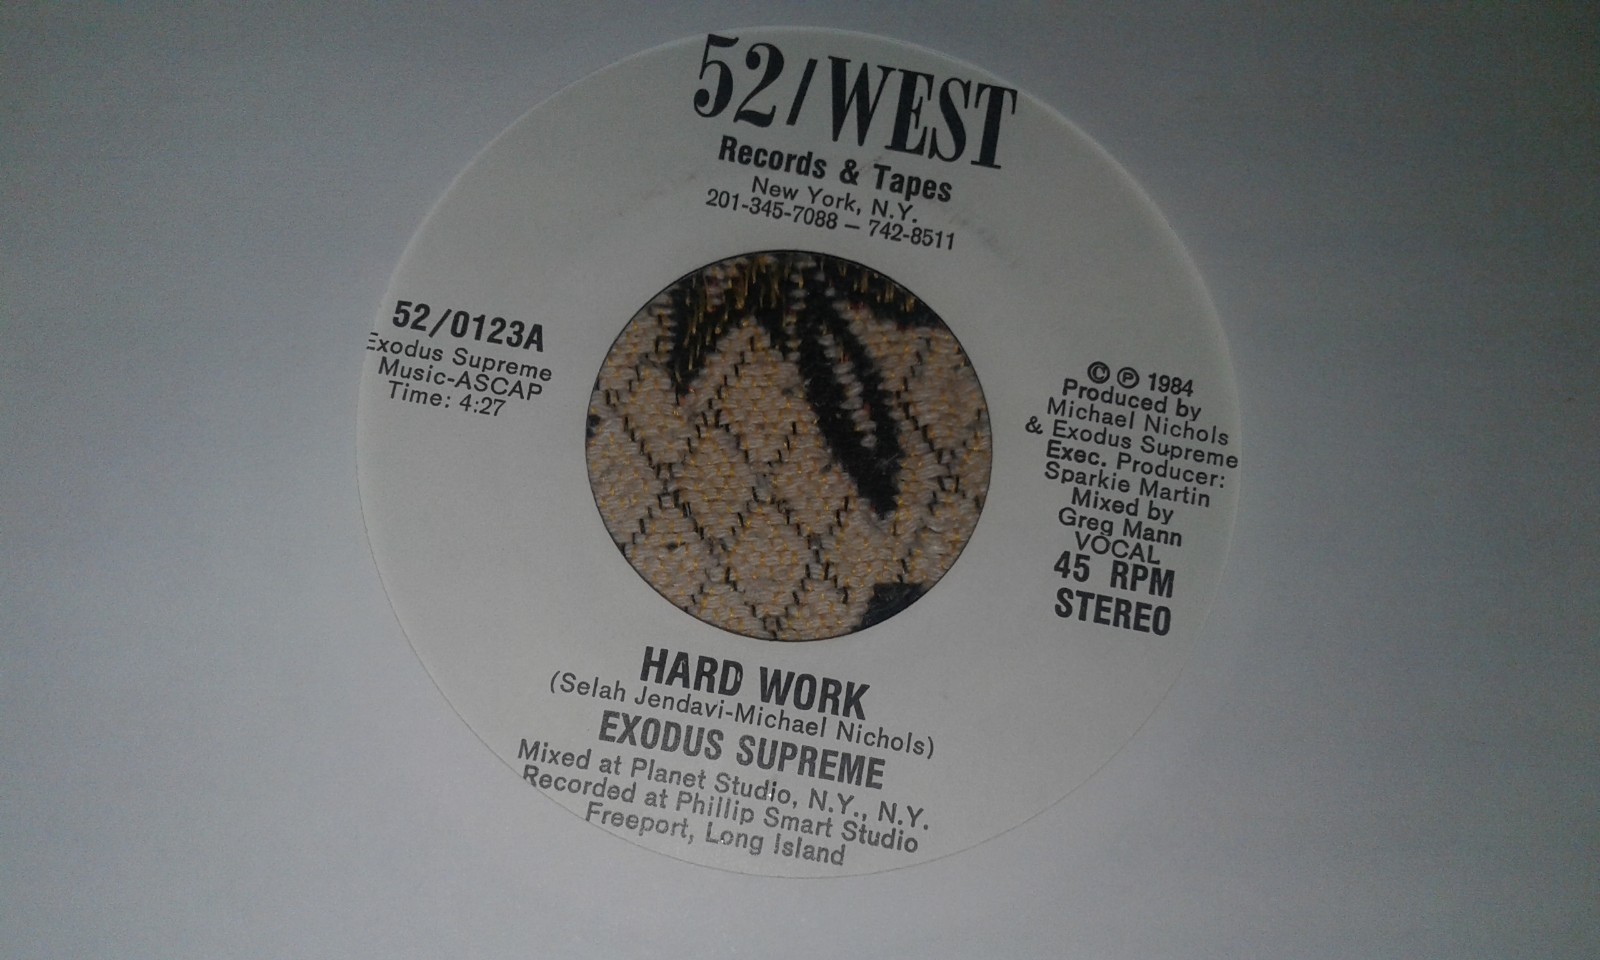 52/WEST
Records & Tapes
New York, N.Y.
201-345-7088 – 742-8511
52/0123A
Exodus Supreme
Music-ASCAP
Time: 4:27
© ℗ 1984
Produced by
Michael Nichols
& Exodus Supreme
Exec. Producer:
Sparkie Martin
Mixed by
Greg Mann
VOCAL
45 RPM
STEREO
HARD WORK
(Selah Jendavi-Michael Nichols)
EXODUS SUPREME
Mixed at Planet Studio, N.Y., N.Y.
Recorded at Phillip Smart Studio
Freeport, Long Island